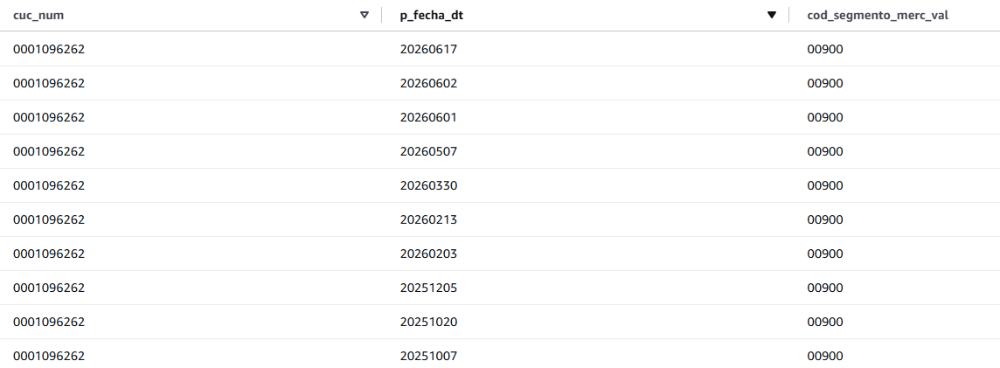 cuc_num p_fecha_dt cod_segmento_merc_val
0001096262 20260617 00900
0001096262 20260602 00900
0001096262 20260601 00900
0001096262 20260507 00900
0001096262 20260330 00900
0001096262 20260213 00900
0001096262 20260203 00900
0001096262 20251205 00900
0001096262 20251020 00900
0001096262 20251007 00900